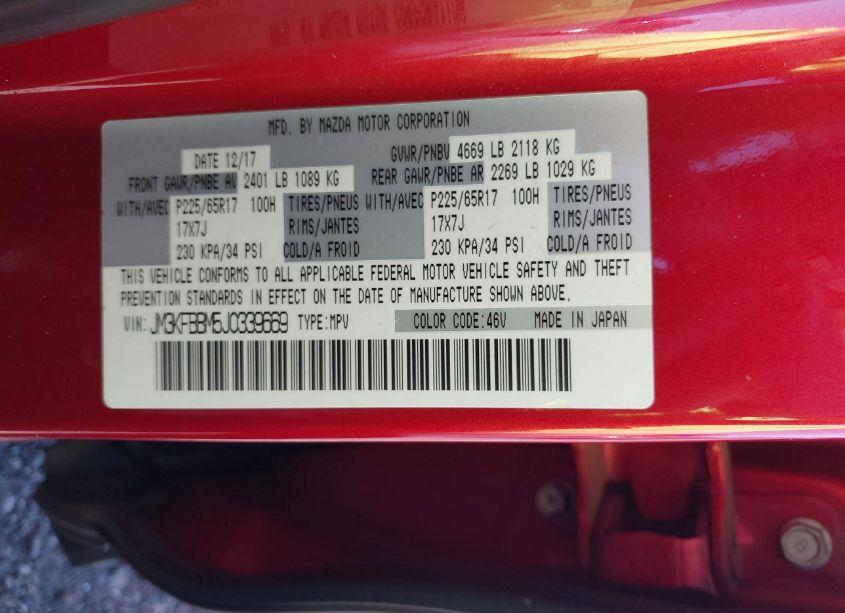 MFD. BY MAZDA MOTOR CORPORATION
DATE 12/17 GVWR/PNBV 4669 LB 2118 KG
FRONT GAWR/PNBE AV 2401 LB 1089 KG REAR GAWR/PNBE AR 2269 LB 1029 KG
WITH/AVEC P225/65R17 100H TIRES/PNEUS WITH/AVEC P225/65R17 100H TIRES/PNEUS
17X7J RIMS/JANTES 17X7J RIMS/JANTES
230 KPA/34 PSI COLD/A FROID 230 KPA/34 PSI COLD/A FROID
THIS VEHICLE CONFORMS TO ALL APPLICABLE FEDERAL MOTOR VEHICLE SAFETY AND THEFT
PREVENTION STANDARDS IN EFFECT ON THE DATE OF MANUFACTURE SHOWN ABOVE.
VIN: JM3KFBBM5J0339669 TYPE:MPV COLOR CODE:46V MADE IN JAPAN